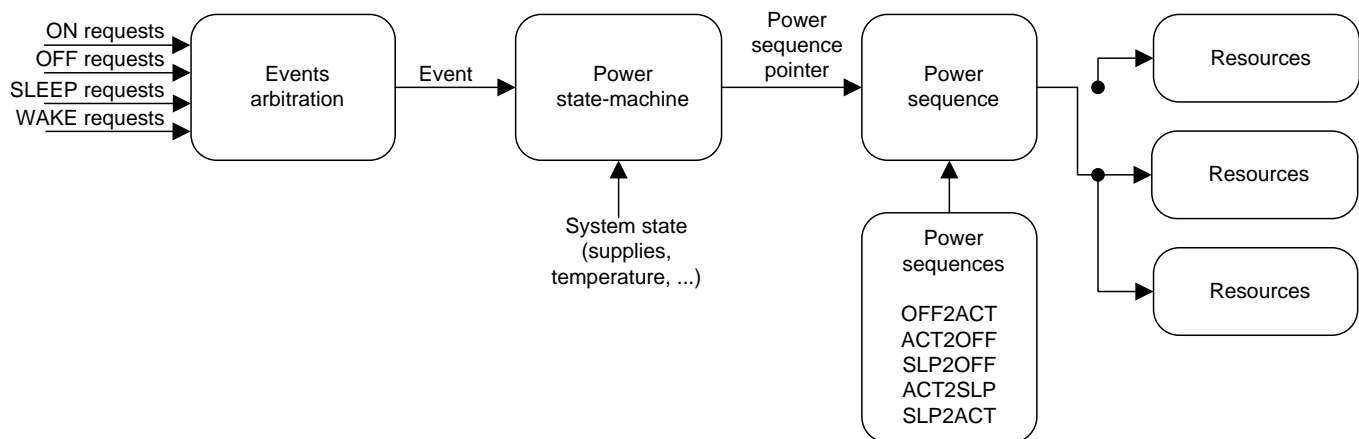 ON requests
OFF requests
SLEEP requests
WAKE requests
Events
arbitration
Event
Power
state-machine
System state
(supplies,
temperature, ...)
Power
sequence
pointer
Power
sequence
Power
sequences
OFF2ACT
ACT2OFF
SLP2OFF
ACT2SLP
SLP2ACT
Resources
Resources
Resources